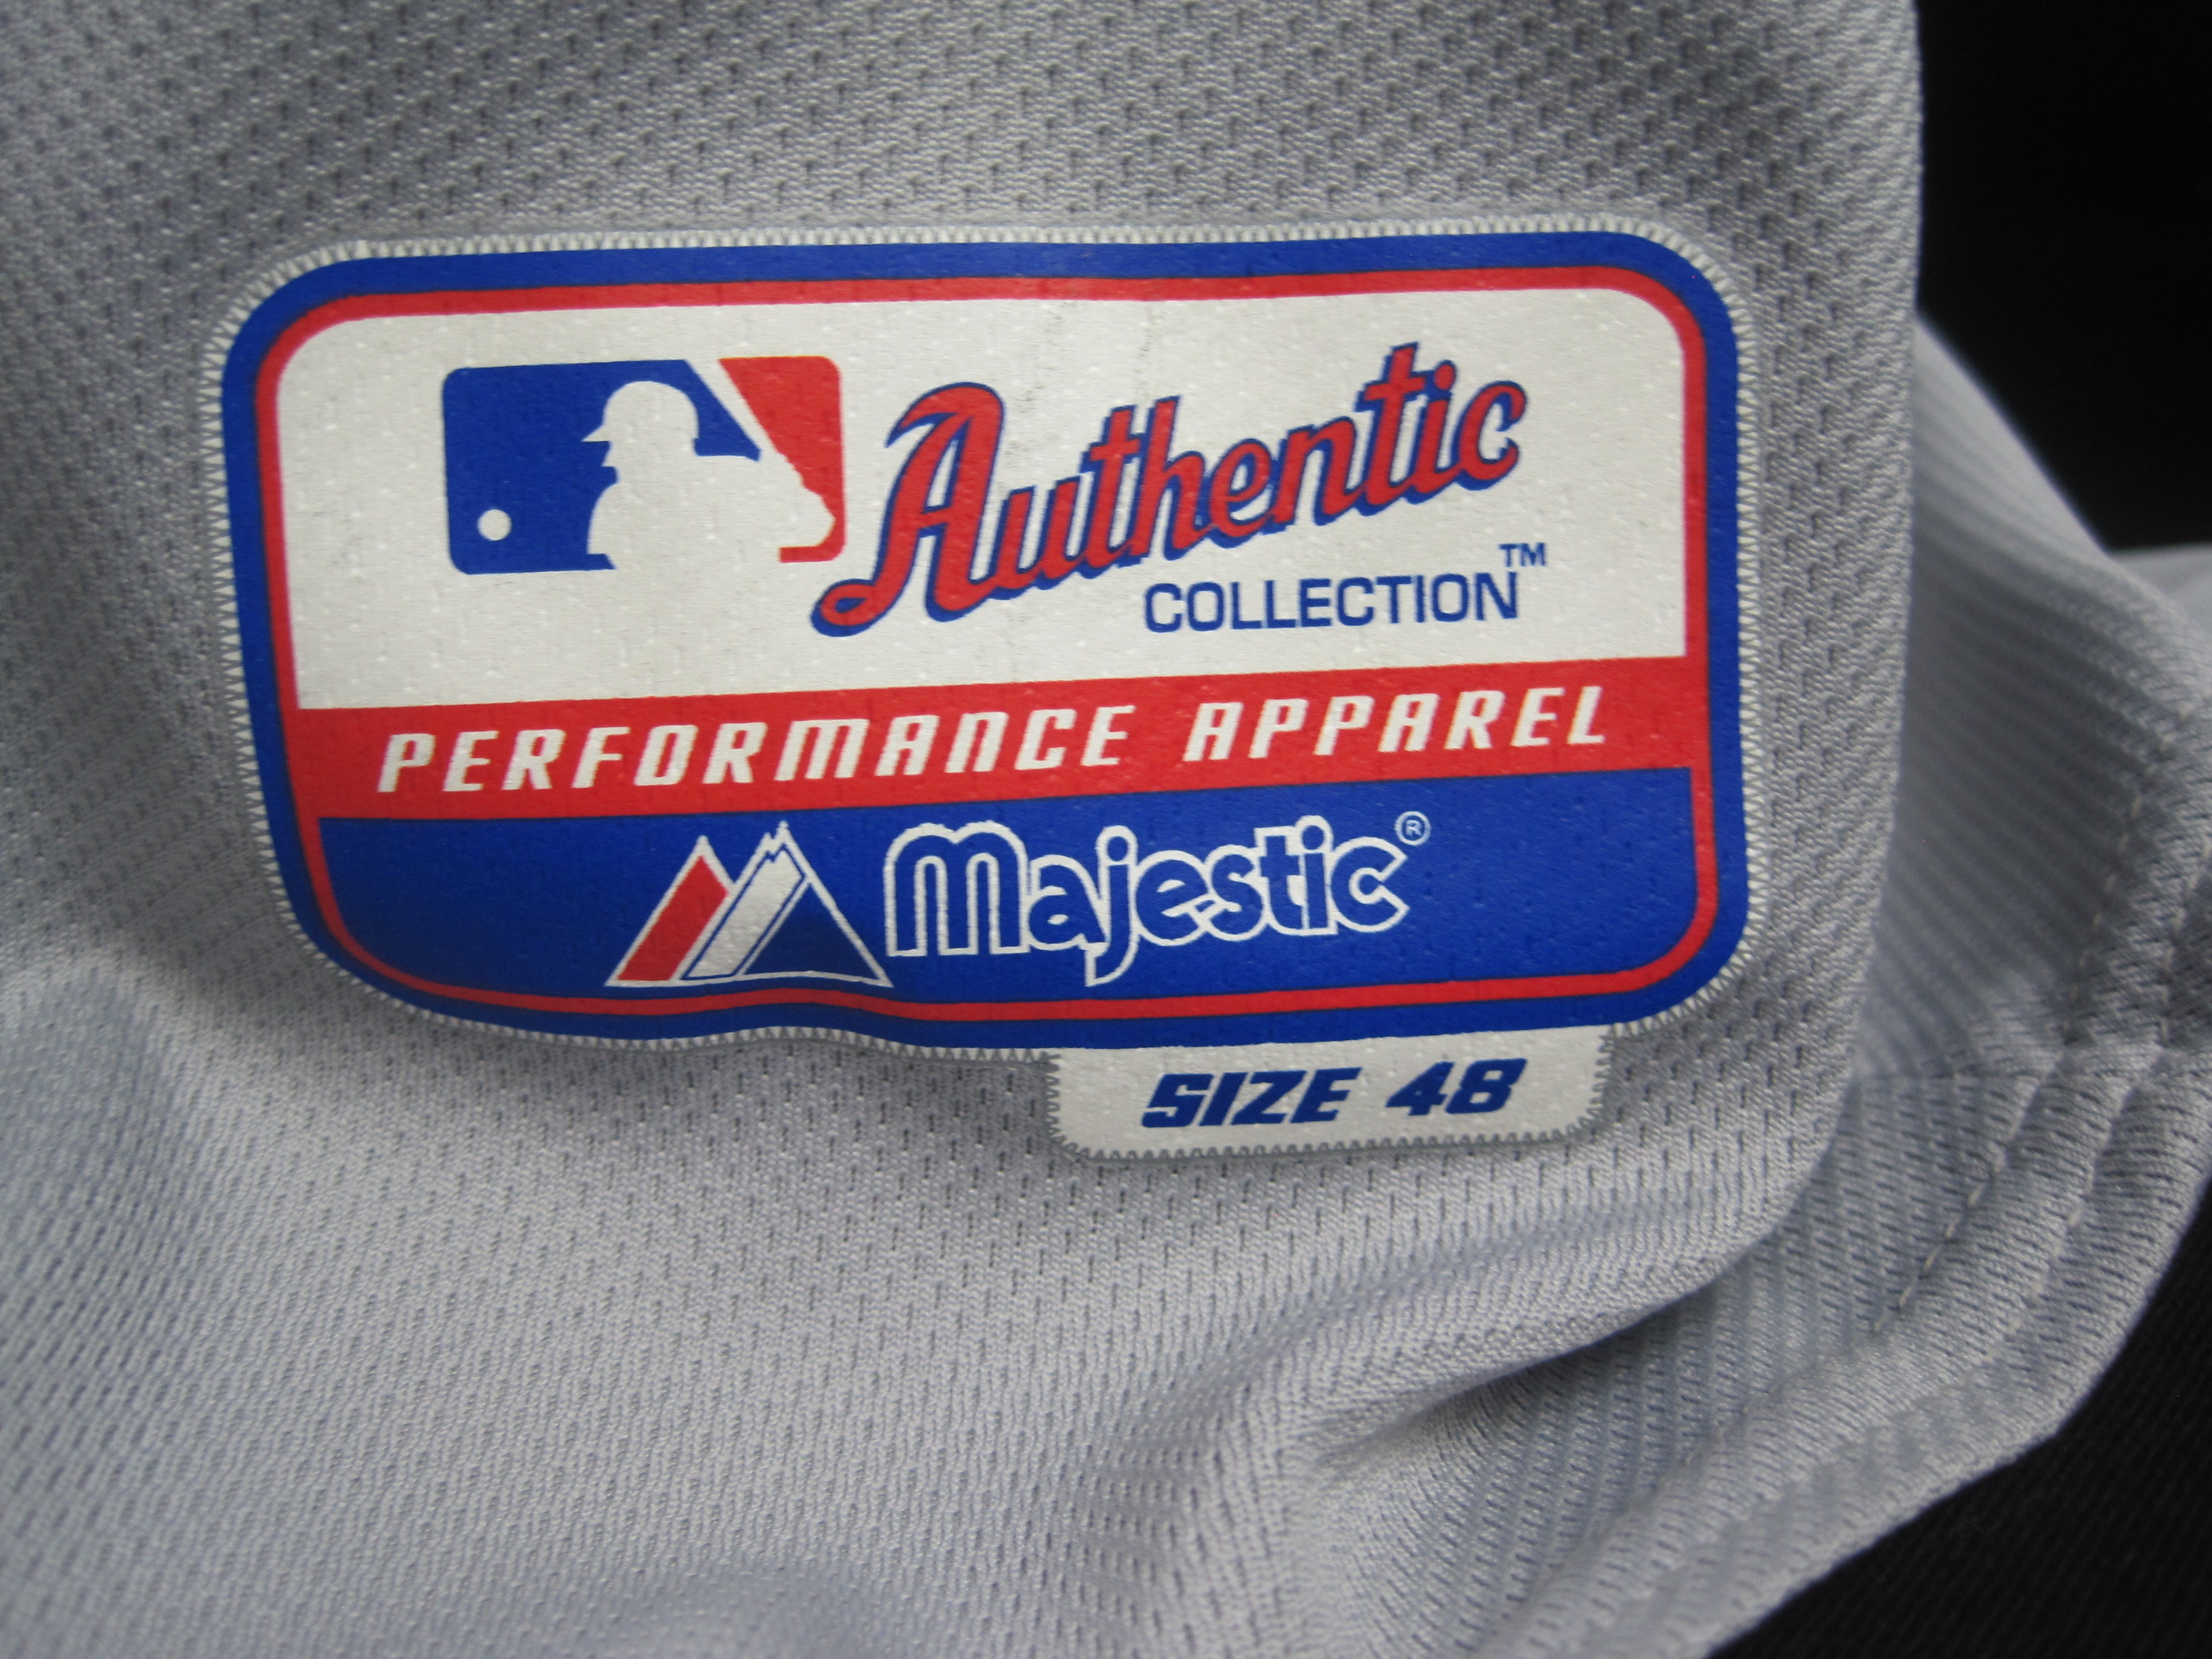 Authentic
COLLECTION™
PERFORMANCE APPAREL
Majestic®
SIZE 48